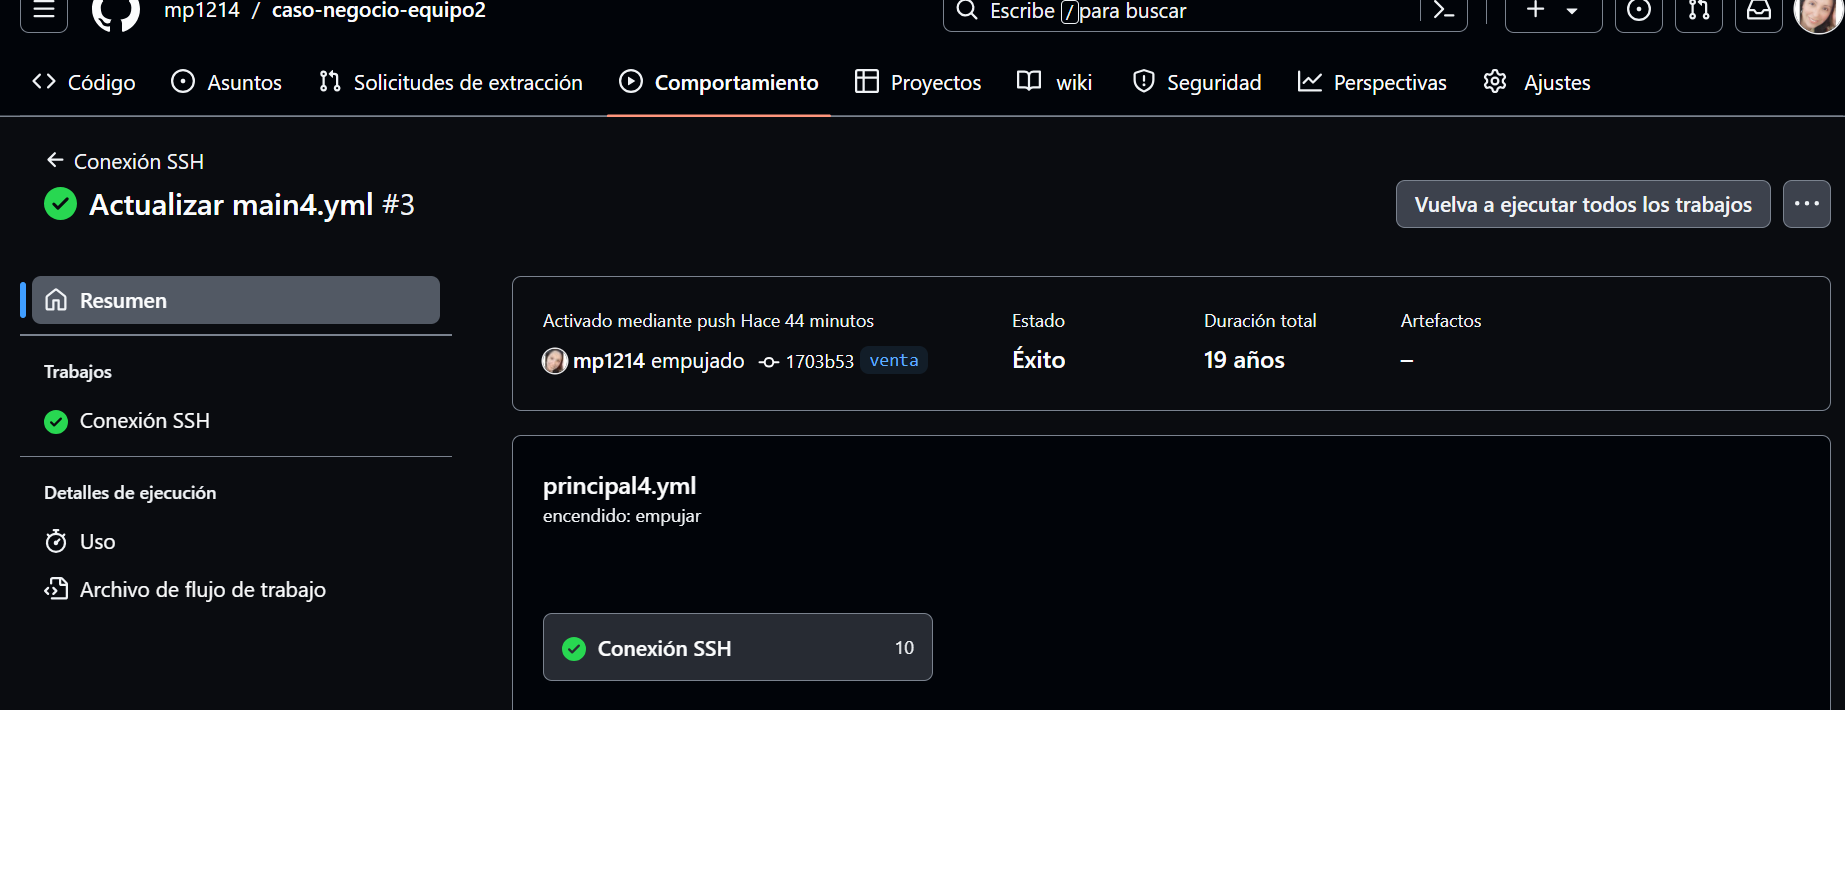 mp1214 / caso-negocio-equipo2
Escribe / para buscar
Código Asuntos Solicitudes de extracción Comportamiento Proyectos wiki Seguridad Perspectivas Ajustes
Conexión SSH
Actualizar main4.yml #3
Vuelva a ejecutar todos los trabajos
Resumen
Trabajos
Conexión SSH
Detalles de ejecución
Uso
Archivo de flujo de trabajo
Activado mediante push Hace 44 minutos
mp1214 empujado 1703b53 venta
Estado
Éxito
Duración total
19 años
Artefactos
–
principal4.yml
encendido: empujar
Conexión SSH 10